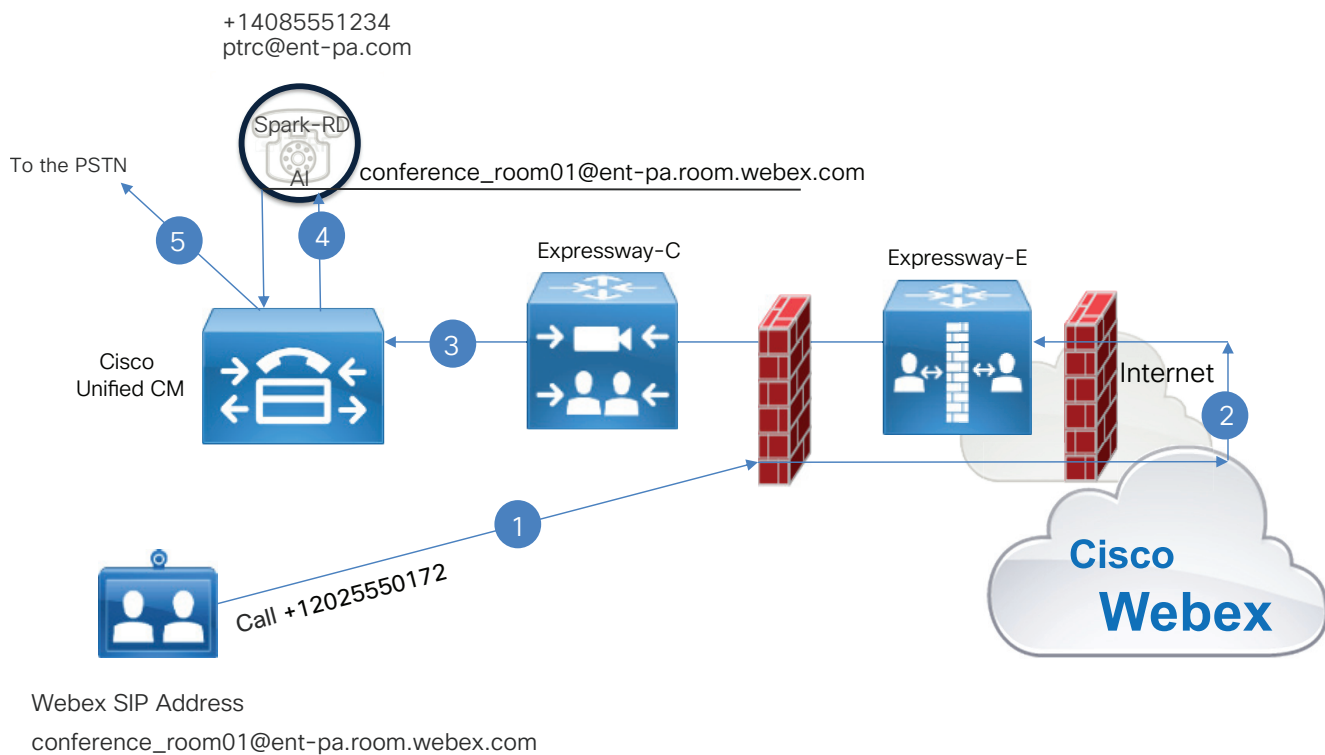 +14085551234
ptrc@ent-pa.com
Spark-RD
AI
conference_room01@ent-pa.room.webex.com
To the PSTN
5
4
Expressway-C
Expressway-E
3
Cisco
Unified CM
Internet
2
1
Call +12025550172
Cisco
Webex
Webex SIP Address
conference_room01@ent-pa.room.webex.com